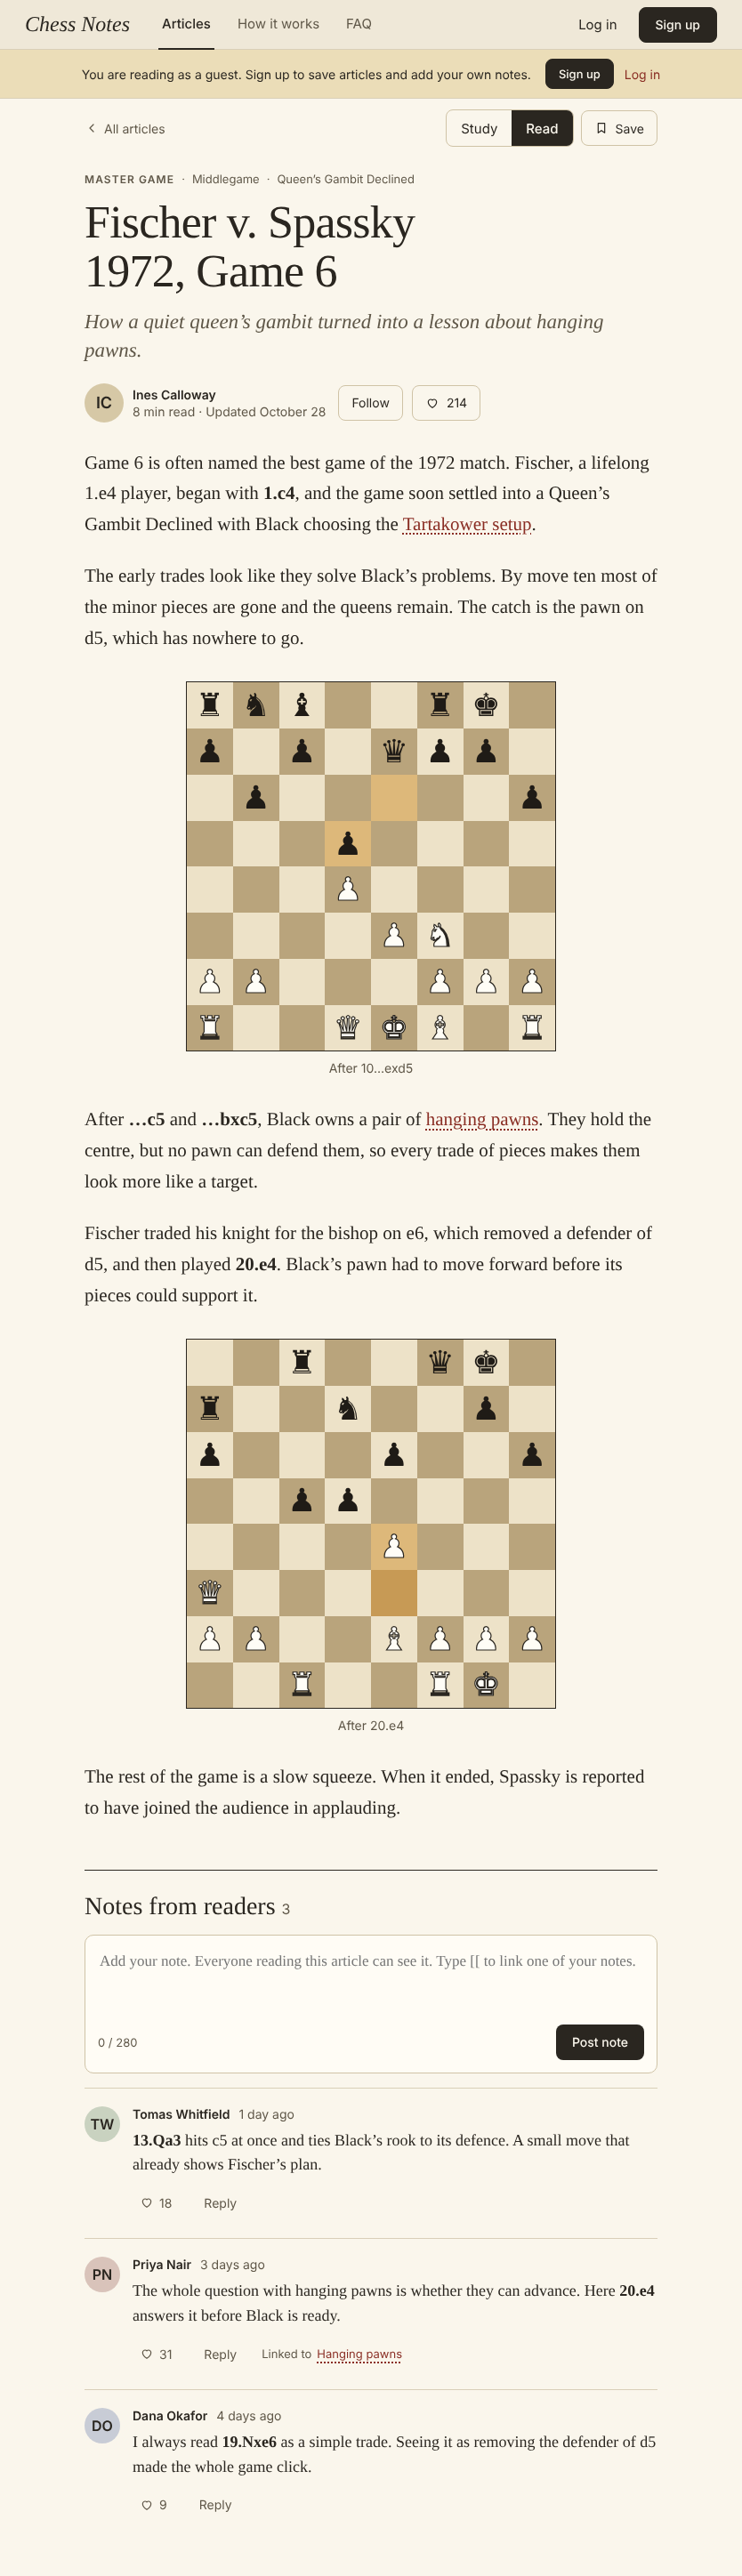 Chess Notes Articles How it works FAQ Log in Sign up
You are reading as a guest. Sign up to save articles and add your own notes. Sign up Log in
All articles Study Read Save
MASTER GAME · Middlegame · Queen’s Gambit Declined
Fischer v. Spassky
1972, Game 6
How a quiet queen’s gambit turned into a lesson about hanging
pawns.
IC Ines Calloway
8 min read · Updated October 28 Follow 214
Game 6 is often named the best game of the 1972 match. Fischer, a lifelong
1.e4 player, began with 1.c4, and the game soon settled into a Queen’s
Gambit Declined with Black choosing the Tartakower setup.
The early trades look like they solve Black’s problems. By move ten most of
the minor pieces are gone and the queens remain. The catch is the pawn on
d5, which has nowhere to go.
After 10…exd5
After …c5 and …bxc5, Black owns a pair of hanging pawns. They hold the
centre, but no pawn can defend them, so every trade of pieces makes them
look more like a target.
Fischer traded his knight for the bishop on e6, which removed a defender of
d5, and then played 20.e4. Black’s pawn had to move forward before its
pieces could support it.
After 20.e4
The rest of the game is a slow squeeze. When it ended, Spassky is reported
to have joined the audience in applauding.
Notes from readers 3
Add your note. Everyone reading this article can see it. Type [[ to link one of your notes.
0 / 280 Post note
TW Tomas Whitfield 1 day ago
13.Qa3 hits c5 at once and ties Black’s rook to its defence. A small move that
already shows Fischer’s plan.
18 Reply
PN Priya Nair 3 days ago
The whole question with hanging pawns is whether they can advance. Here 20.e4
answers it before Black is ready.
31 Reply Linked to Hanging pawns
DO Dana Okafor 4 days ago
I always read 19.Nxe6 as a simple trade. Seeing it as removing the defender of d5
made the whole game click.
9 Reply